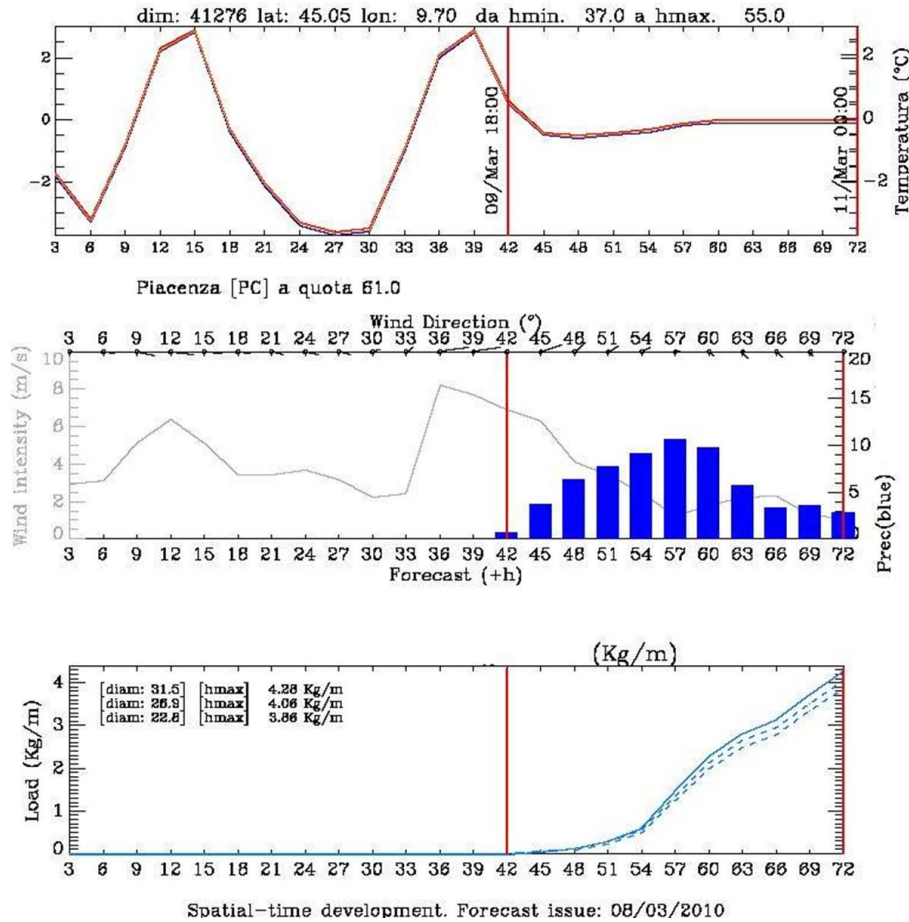 dim: 41276 lat: 45.05 lon: 9.70 da hmin. 37.0 a hmax. 55.0
2
0
-2
2
0
-2
Temperatura (°C)
09/Mar 18:00
11/Mar 00:00
3 6 9 12 15 18 21 24 27 30 33 36 39 42 45 48 51 54 57 60 63 66 69 72
Piacenza [PC] a quota 61.0
Wind Direction (°)
3 6 9 12 15 18 21 24 27 30 33 36 39 42 45 48 51 54 57 60 63 66 69 72
Wind intensity (m/s)
10
8
6
4
2
0
20
15
10
5
0
Prec(blue)
3 6 9 12 15 18 21 24 27 30 33 36 39 42 45 48 51 54 57 60 63 66 69 72
Forecast (+h)
(Kg/m)
[diam: 31.5] [hmax] 4.28 Kg/m
[diam: 26.9] [hmax] 4.06 Kg/m
[diam: 22.8] [hmax] 3.86 Kg/m
Load (Kg/m)
4
3
2
1
0
3 6 9 12 15 18 21 24 27 30 33 36 39 42 45 48 51 54 57 60 63 66 69 72
Spatial-time development. Forecast issue: 08/03/2010